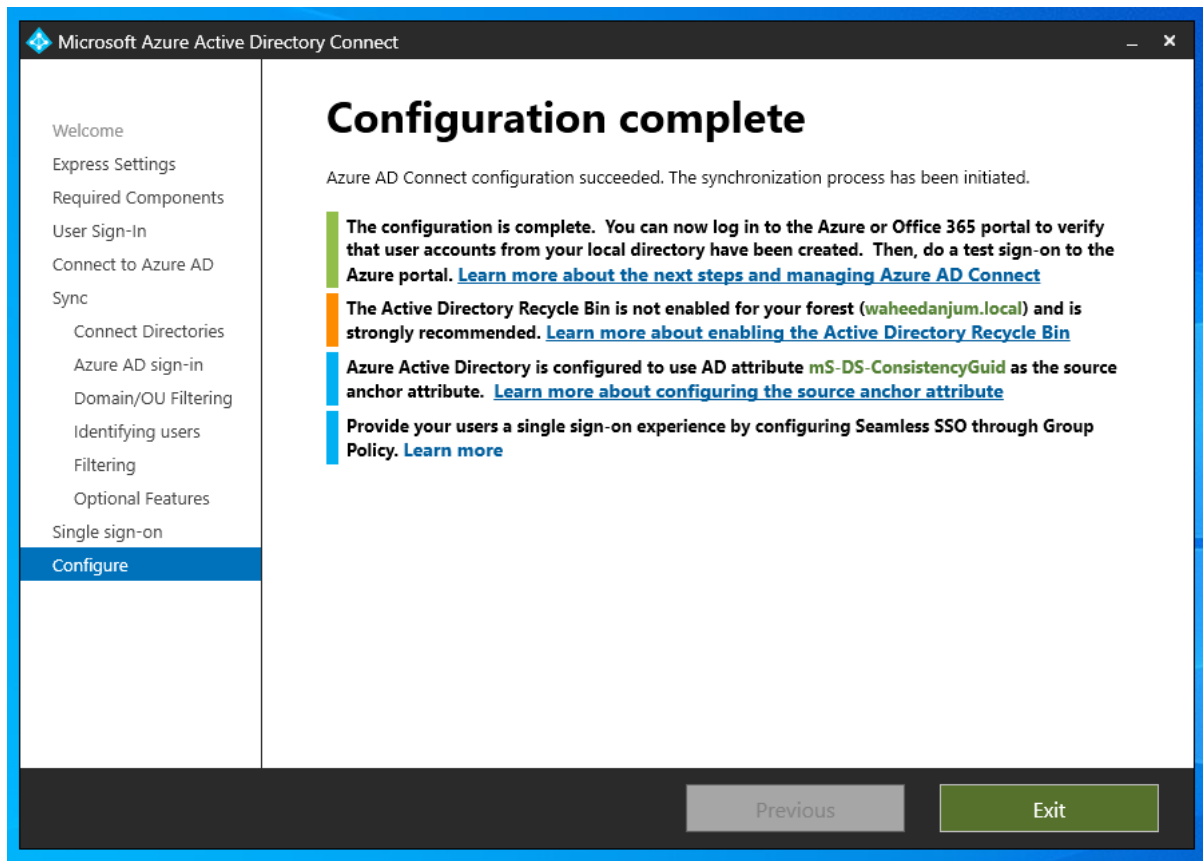 Microsoft Azure Active Directory Connect
Welcome
Express Settings
Required Components
User Sign-In
Connect to Azure AD
Sync
Connect Directories
Azure AD sign-in
Domain/OU Filtering
Identifying users
Filtering
Optional Features
Single sign-on
Configure
Configuration complete
Azure AD Connect configuration succeeded. The synchronization process has been initiated.
The configuration is complete. You can now log in to the Azure or Office 365 portal to verify
that user accounts from your local directory have been created. Then, do a test sign-on to the
Azure portal. Learn more about the next steps and managing Azure AD Connect
The Active Directory Recycle Bin is not enabled for your forest (waheedanjum.local) and is
strongly recommended. Learn more about enabling the Active Directory Recycle Bin
Azure Active Directory is configured to use AD attribute mS-DS-ConsistencyGuid as the source
anchor attribute. Learn more about configuring the source anchor attribute
Provide your users a single sign-on experience by configuring Seamless SSO through Group
Policy. Learn more
Previous
Exit